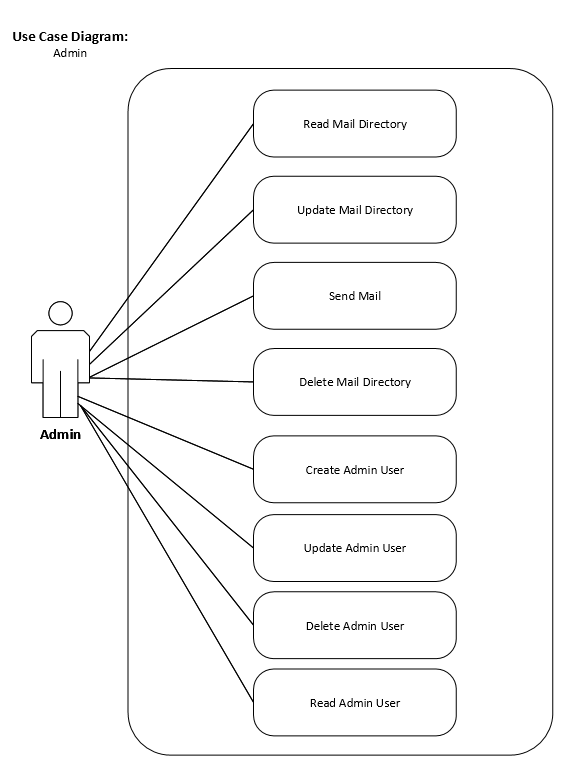 Use Case Diagram:
Admin
Read Mail Directory
Update Mail Directory
Send Mail
Delete Mail Directory
Admin
Create Admin User
Update Admin User
Delete Admin User
Read Admin User